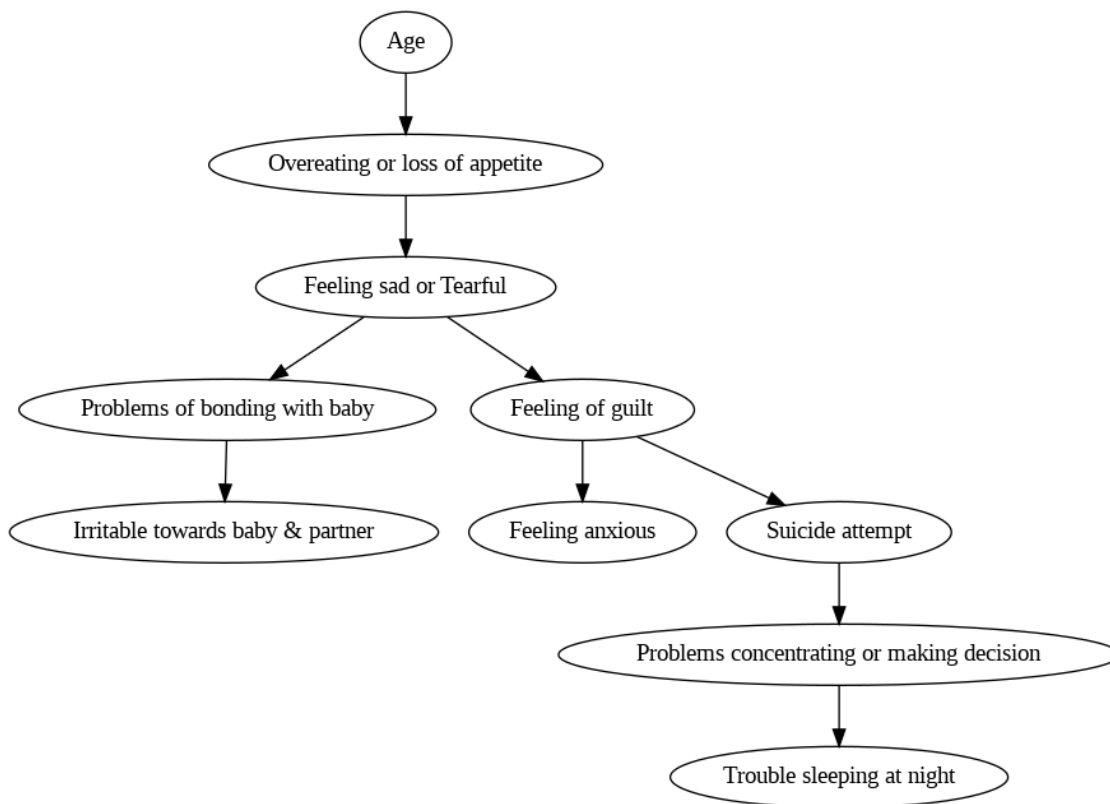 Age
Overeating or loss of appetite
Feeling sad or Tearful
Problems of bonding with baby
Feeling of guilt
Irritable towards baby & partner
Feeling anxious
Suicide attempt
Problems concentrating or making decision
Trouble sleeping at night